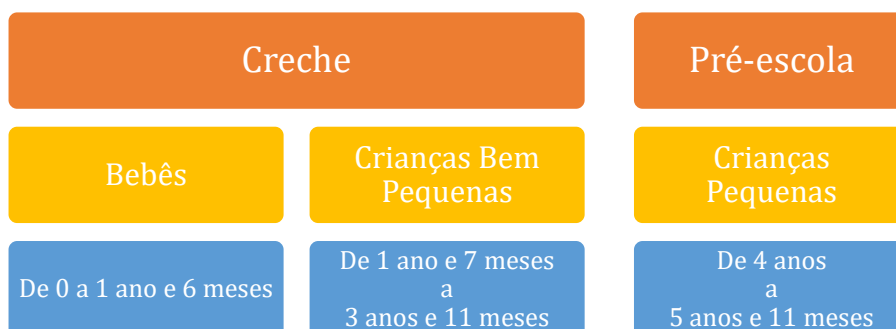 Creche
Pré-escola
Bebês
Crianças Bem
Pequenas
Crianças
Pequenas
De 0 a 1 ano e 6 meses
De 1 ano e 7 meses
a
3 anos e 11 meses
De 4 anos
a
5 anos e 11 meses